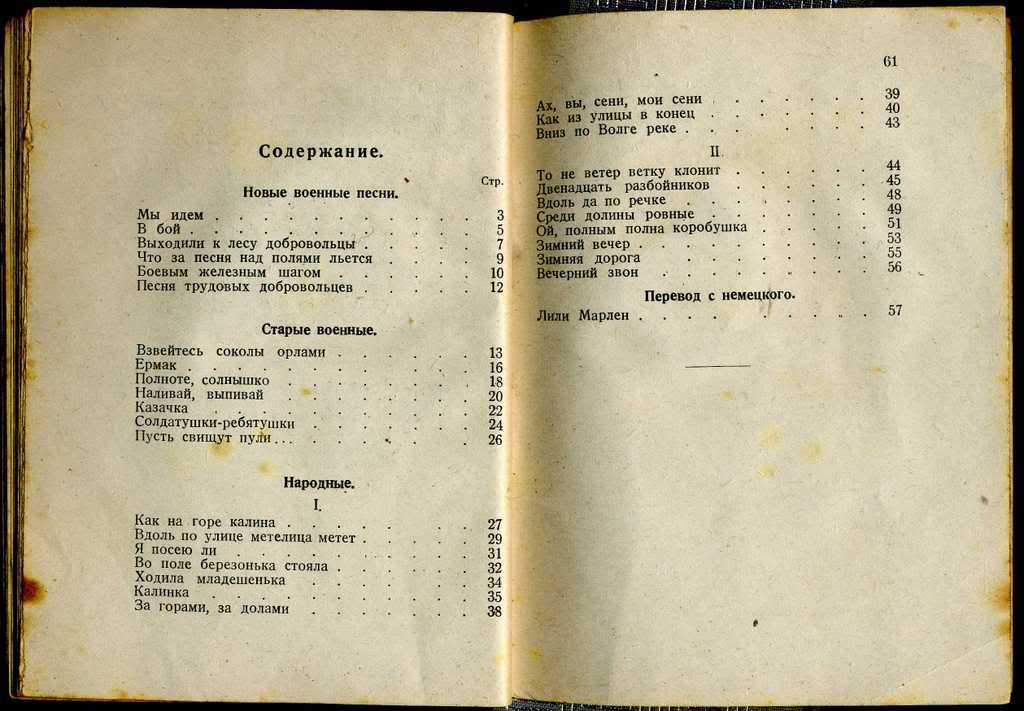 Содержание.
Стр.
Новые военные песни.
Мы идем . . . . . . . . . . . 3
В бой . . . . . . . . . . . . 5
Выходили к лесу добровольцы . . . . . 7
Что за песня над полями льется . . . . 9
Боевым железным шагом . . . . . . 10
Песня трудовых добровольцев . . . . . 12
Старые военные.
Взвейтесь соколы орлами . . . . . . 13
Ермак . . . . . . . . . . . . 16
Полноте, солнышко . . . . . . . . 18
Наливай, выпивай . . . . . . . . 20
Казачка . . . . . . . . . . . 22
Солдатушки-ребятушки . . . . . . . 24
Пусть свищут пули... . . . . . . . 26
Народные.
I.
Как на горе калина . . . . . . . . 27
Вдоль по улице метелица метет . . . . . 29
Я посею ли . . . . . . . . . . 31
Во поле березонька стояла . . . . . . 32
Ходила младешенька . . . . . . . 34
Калинка . . . . . . . . . . . 35
За горами, за долами . . . . . . . 38
61
Ах, вы, сени, мои сени . . . . . . . 39
Как из улицы в конец . . . . . . . 40
Вниз по Волге реке . . . . . . . . 43
II.
То не ветер ветку клонит . . . . . . 44
Двенадцать разбойников . . . . . . 45
Вдоль да по речке . . . . . . . . 48
Среди долины ровные . . . . . . . 49
Ой, полным полна коробушка . . . . . 51
Зимний вечер . . . . . . . . . . 53
Зимняя дорога . . . . . . . . . 55
Вечерний звон . . . . . . . . . 56
Перевод с немецкого.
Лили Марлен . . . . . . . . . . 57